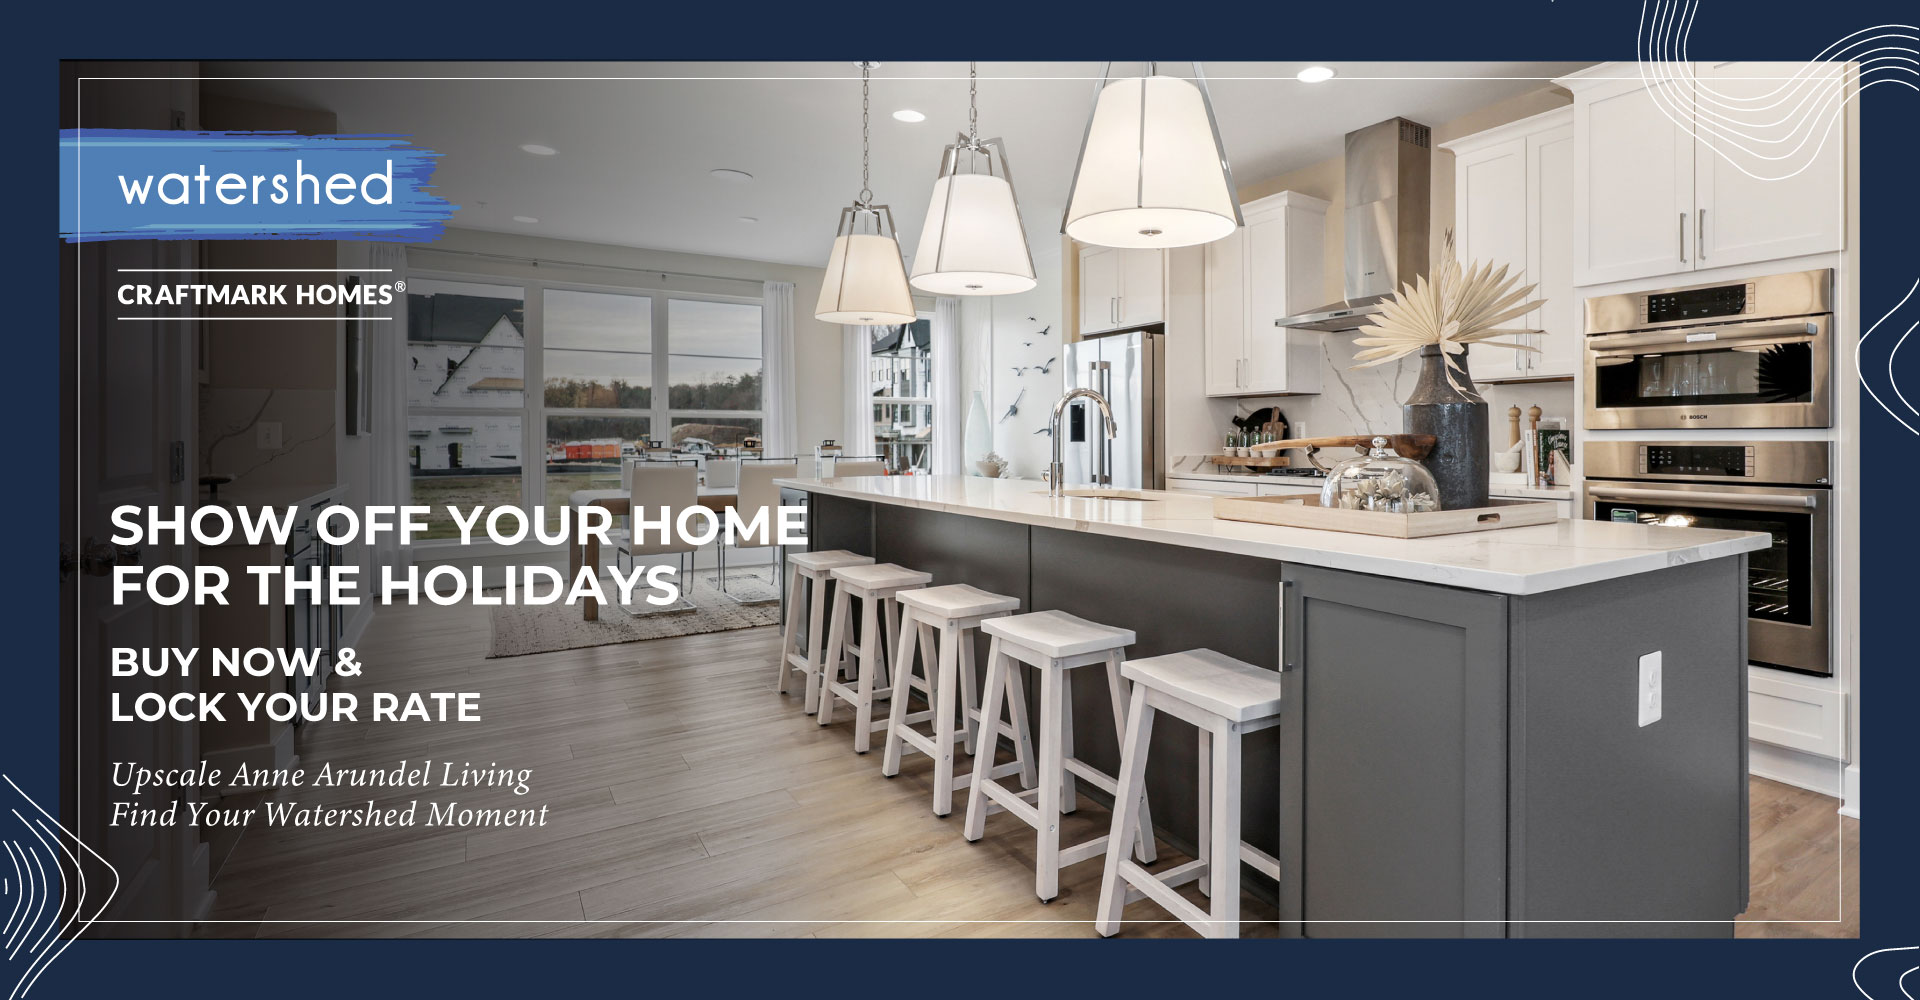 watershed
CRAFTMARK HOMES®
SHOW OFF YOUR HOME
FOR THE HOLIDAYS
BUY NOW &
LOCK YOUR RATE
Upscale Anne Arundel Living
Find Your Watershed Moment
BOSCH